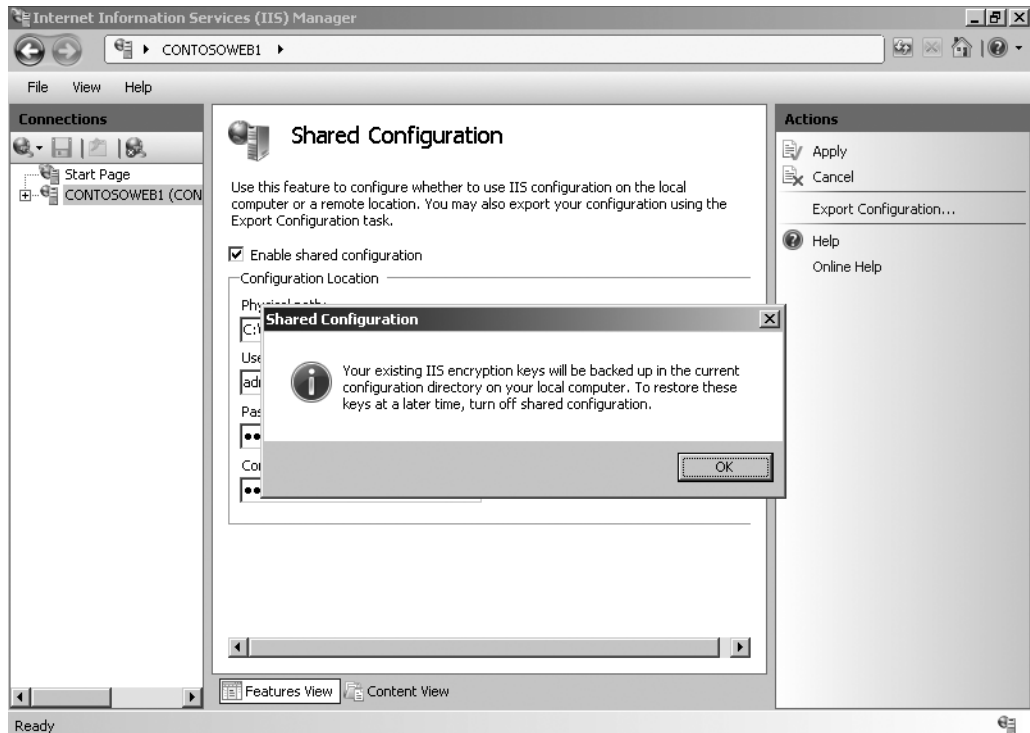 Internet Information Services (IIS) Manager
CONTOSOWEB1
File View Help
Connections
Start Page
CONTOSOWEB1 (CON
Shared Configuration
Use this feature to configure whether to use IIS configuration on the local
computer or a remote location. You may also export your configuration using the
Export Configuration task.
Enable shared configuration
Configuration Location
Shared Configuration
Your existing IIS encryption keys will be backed up in the current
configuration directory on your local computer. To restore these
keys at a later time, turn off shared configuration.
OK
Features View
Content View
Actions
Apply
Cancel
Export Configuration...
Help
Online Help
Ready